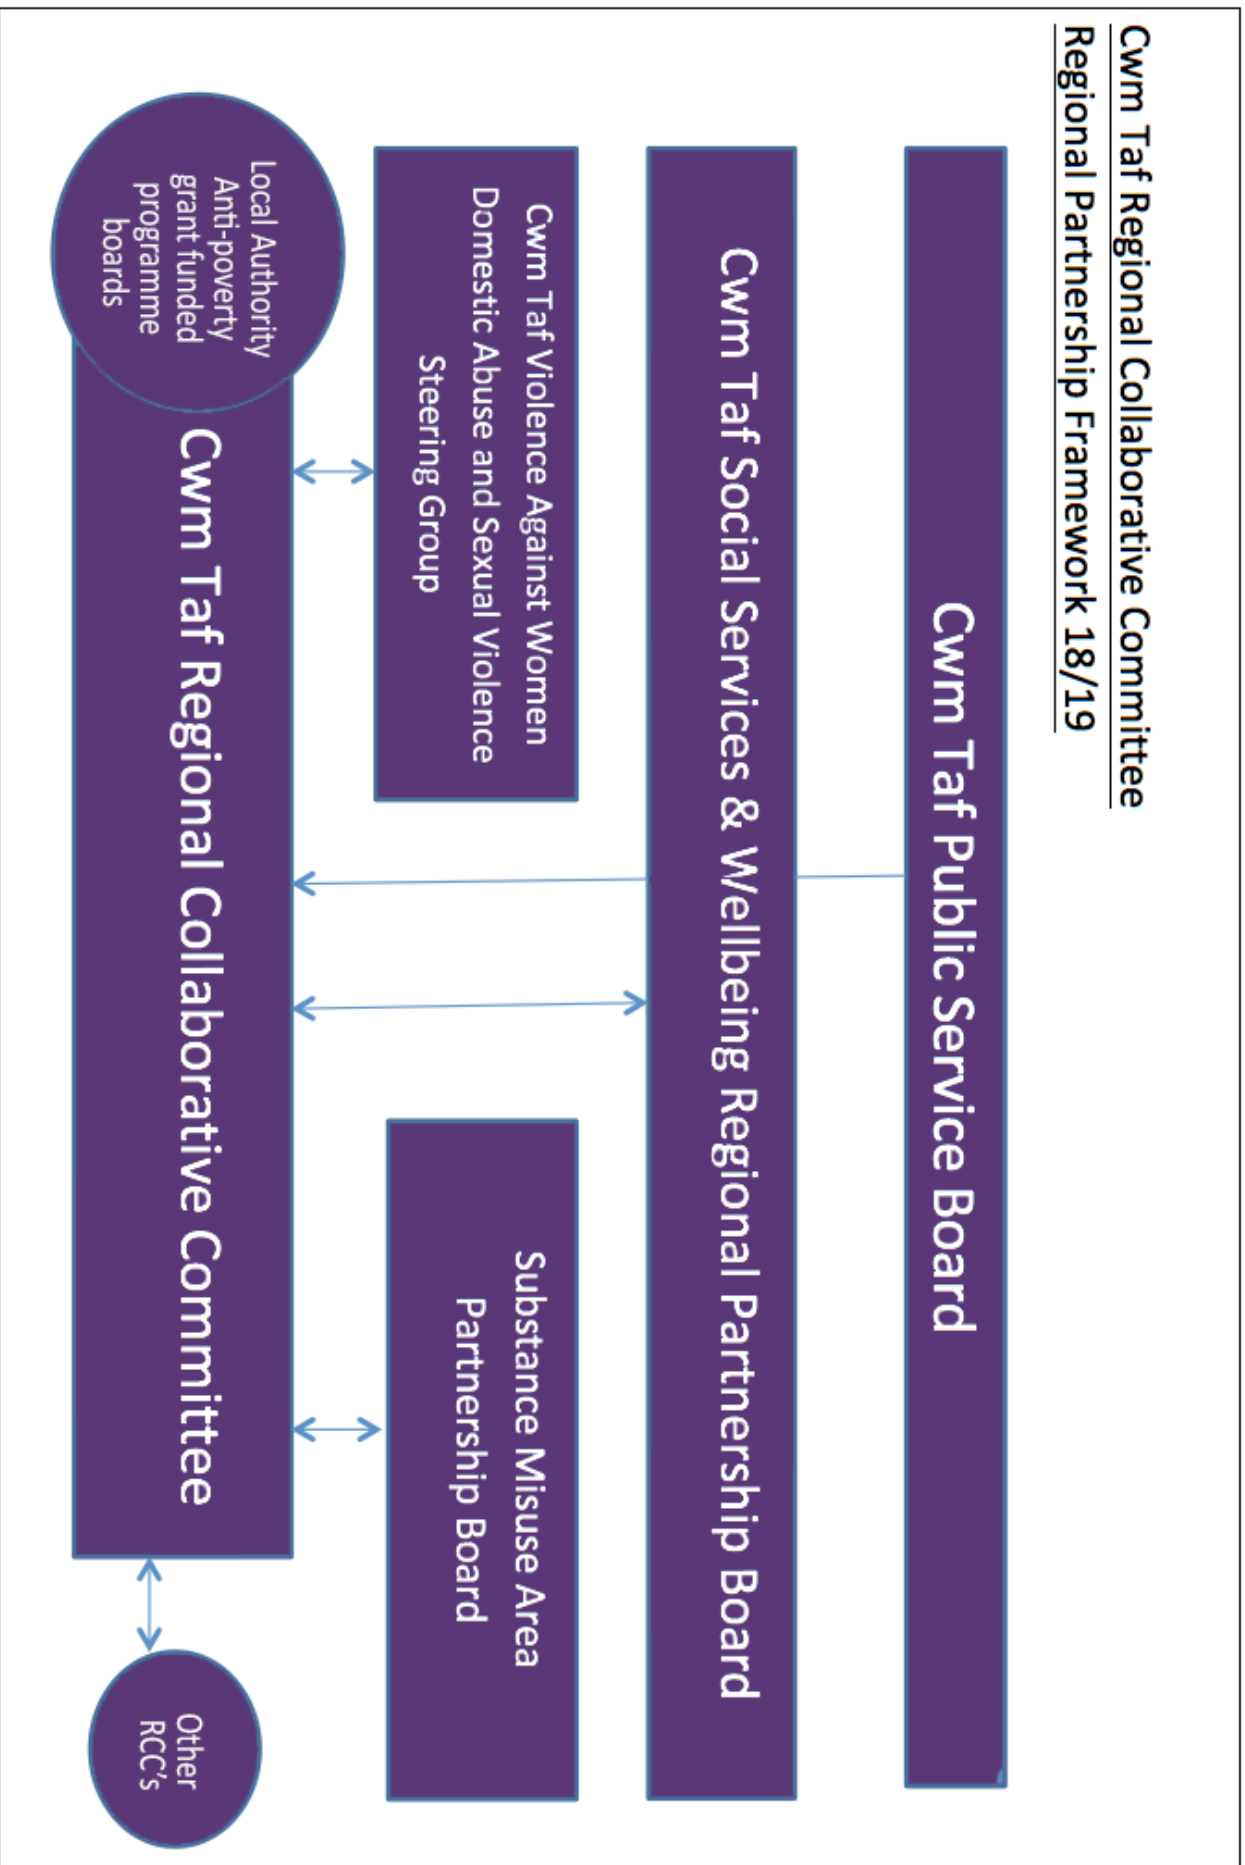 Cwm Taf Regional Collaborative Committee
Regional Partnership Framework 18/19
Cwm Taf Public Service Board
Cwm Taf Social Services & Wellbeing Regional Partnership Board
Cwm Taf Violence Against Women
Domestic Abuse and Sexual Violence
Steering Group
Substance Misuse Area
Partnership Board
Local Authority
Anti-poverty
grant funded
programme
boards
Cwm Taf Regional Collaborative Committee
Other
RCC's